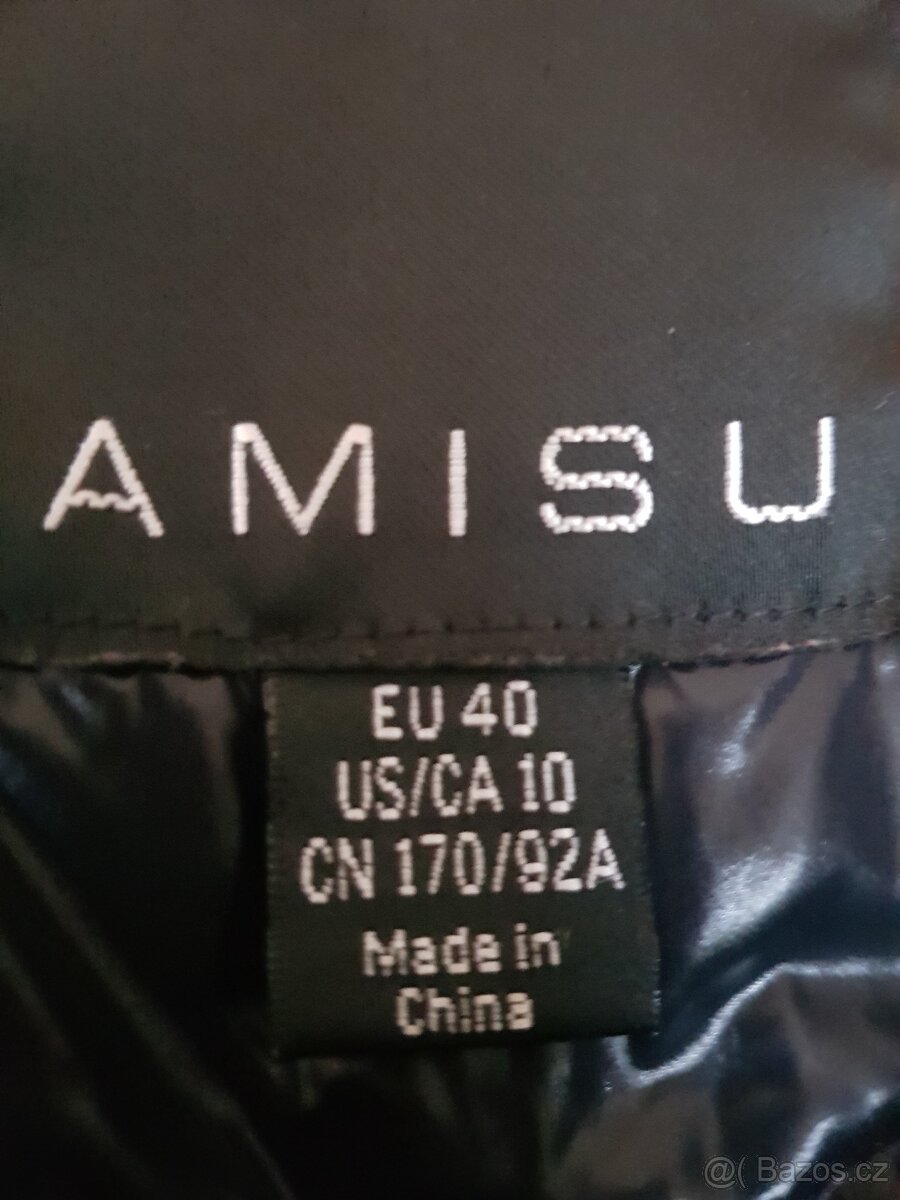 AMISU
EU 40
US/CA 10
CN 170/92A
Made in
China
@( Bazos.cz